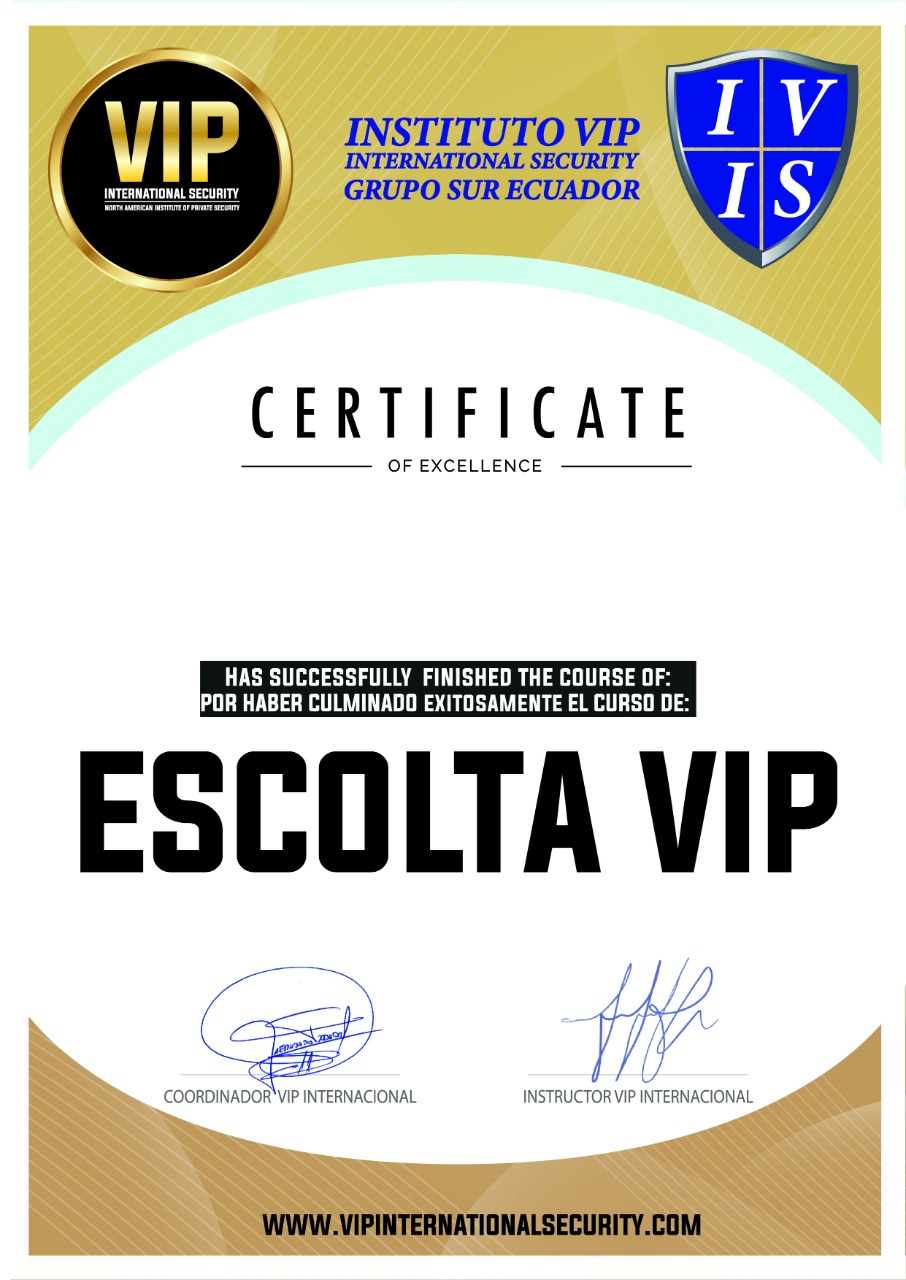 VIP
INTERNATIONAL SECURITY
NORTH AMERICAN INSTITUTE OF PRIVATE SECURITY
INSTITUTO VIP
INTERNATIONAL SECURITY
GRUPO SUR ECUADOR
I V
I S
CERTIFICATE
OF EXCELLENCE
HAS SUCCESSFULLY FINISHED THE COURSE OF:
POR HABER CULMINADO EXITOSAMENTE EL CURSO DE:
ESCOLTA VIP
COORDINADOR VIP INTERNACIONAL
INSTRUCTOR VIP INTERNACIONAL
WWW.VIPINTERNATIONALSECURITY.COM